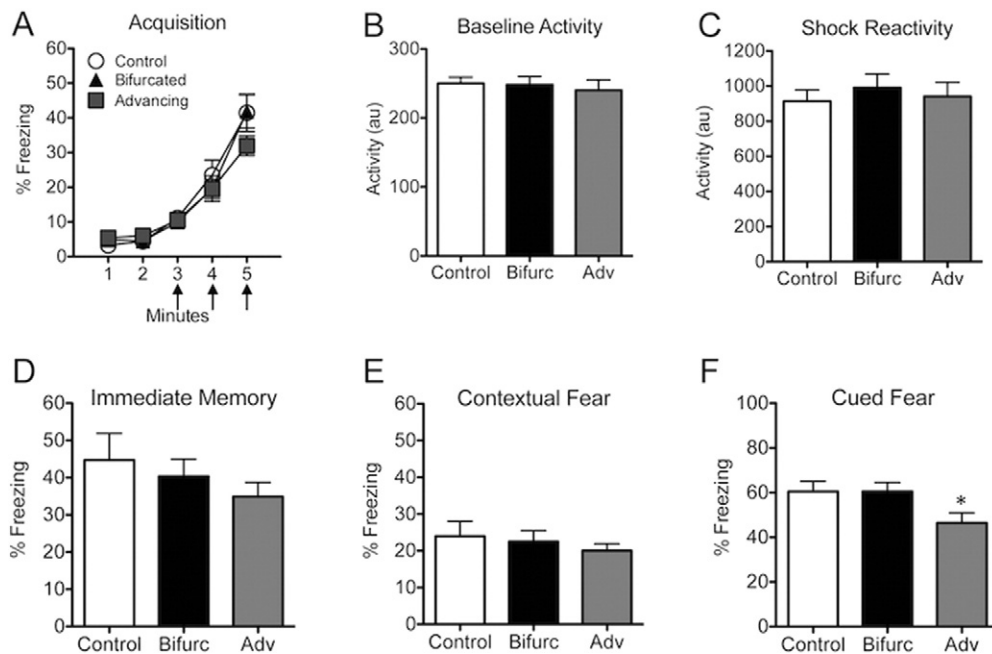 A
Acquisition
60
50
40
30
20
10
0
% Freezing
Control
Bifurcated
Advancing
1 2 3 4 5
Minutes
B
Baseline Activity
300
200
100
0
Activity (au)
Control Bifurc Adv
C
Shock Reactivity
1200
1000
800
600
400
200
0
Activity (au)
Control Bifurc Adv
D
Immediate Memory
60
50
40
30
20
10
0
% Freezing
Control Bifurc Adv
E
Contextual Fear
60
50
40
30
20
10
0
% Freezing
Control Bifurc Adv
F
Cued Fear
100
80
60
40
20
0
% Freezing
*
Control Bifurc Adv